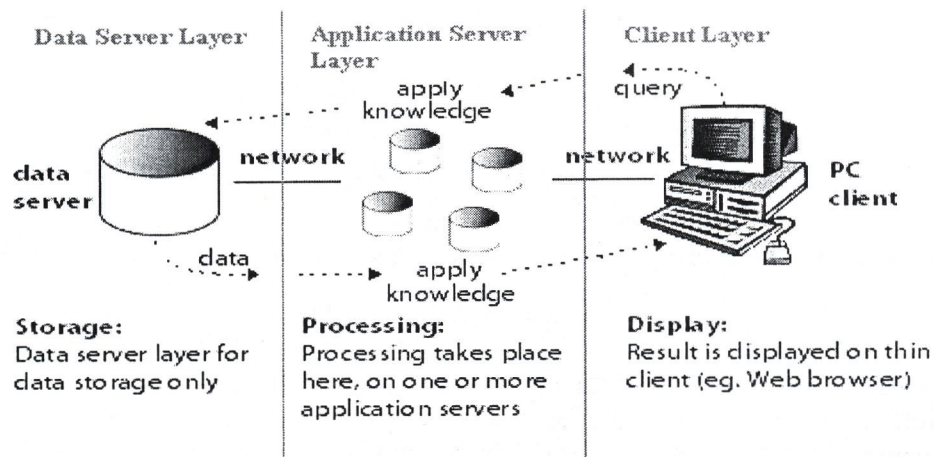 Data Server Layer
Application Server
Layer
Client Layer
apply
knowledge
query
data
server
network
network
PC
client
data
apply
knowledge
Storage:
Data server layer for
data storage only
Processing:
Processing takes place
here, on one or more
application servers
Display:
Result is displayed on thin
client (eg. Web browser)